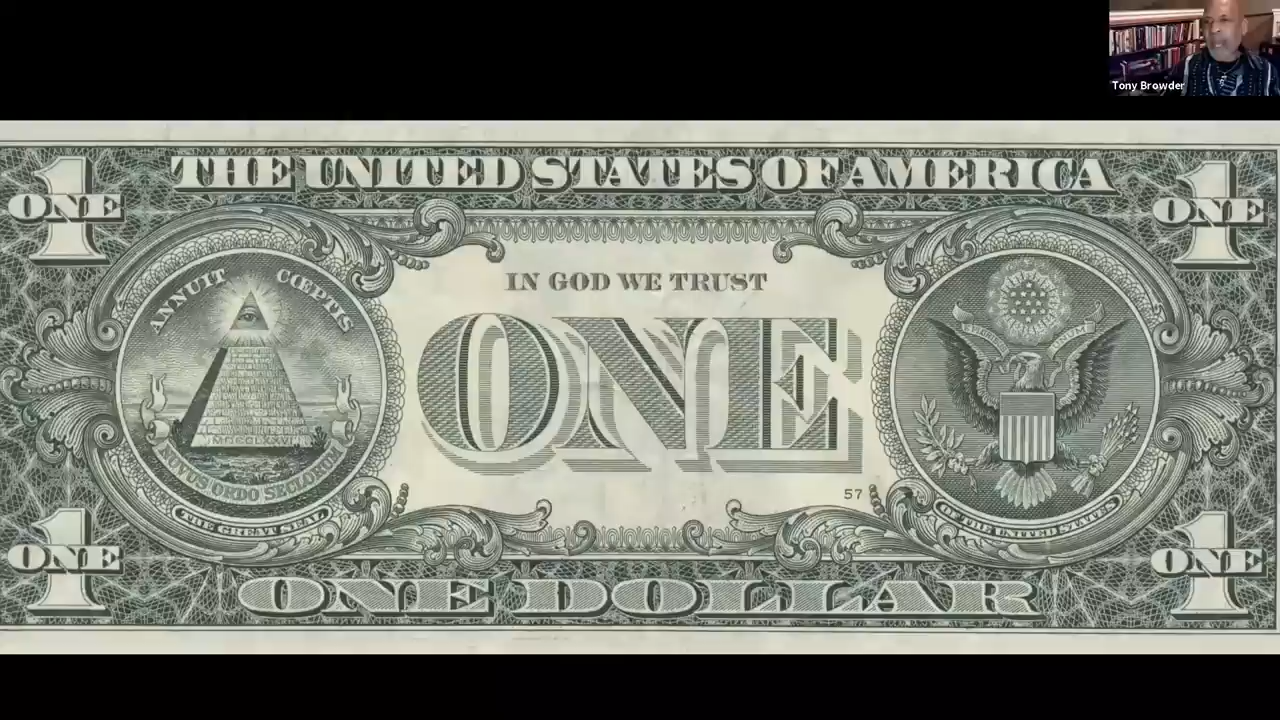 Tony Browder
THE UNITED STATES OF AMERICA
1
ONE
1
ONE
ANNUIT CŒPTIS
IN GOD WE TRUST
ONE
MDCCLXXVI
NOVUS ORDO SECLORUM
57
THE GREAT SEAL
OF THE UNITED STATES
1
ONE
1
ONE
ONE DOLLAR